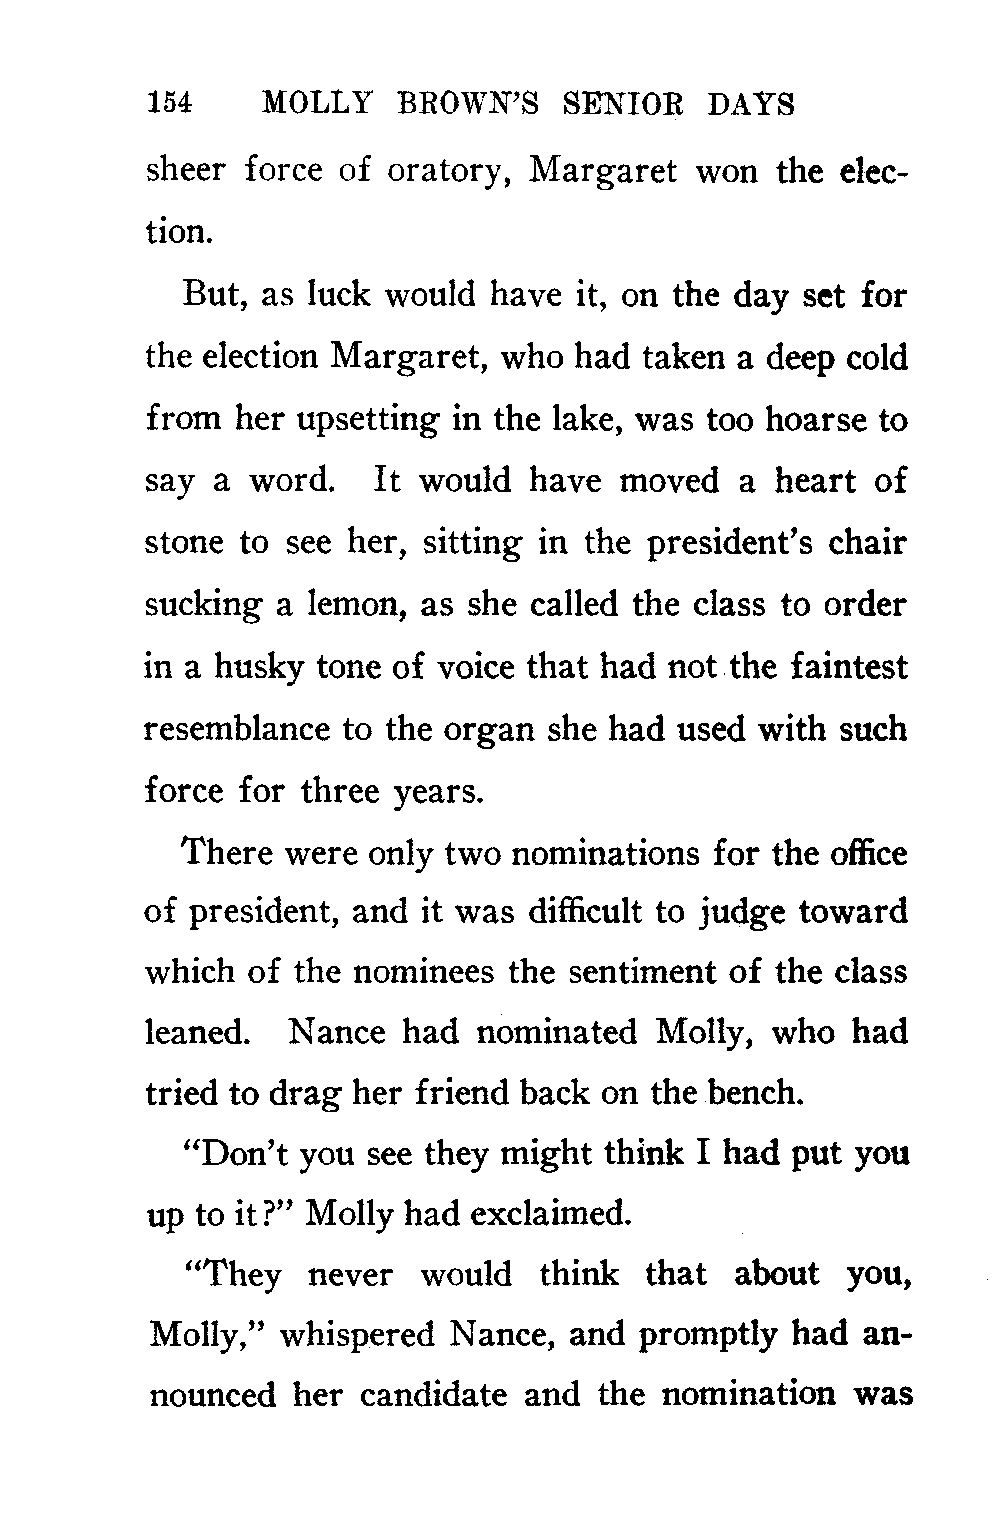 154 MOLLY BROWN'S SENIOR DAYS
sheer force of oratory, Margaret won the elec-
tion.
But, as luck would have it, on the day set for
the election Margaret, who had taken a deep cold
from her upsetting in the lake, was too hoarse to
say a word. It would have moved a heart of
stone to see her, sitting in the president's chair
sucking a lemon, as she called the class to order
in a husky tone of voice that had not the faintest
resemblance to the organ she had used with such
force for three years.
There were only two nominations for the office
of president, and it was difficult to judge toward
which of the nominees the sentiment of the class
leaned. Nance had nominated Molly, who had
tried to drag her friend back on the bench.
"Don't you see they might think I had put you
up to it?" Molly had exclaimed.
"They never would think that about you,
Molly," whispered Nance, and promptly had an-
nounced her candidate and the nomination was